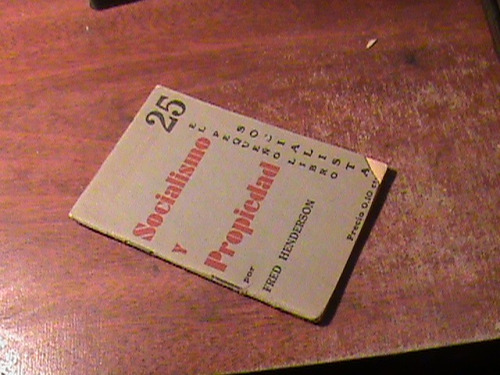 25
EL PEQUEÑO LIBRO
SOCIALISTA
Socialismo
y
Propiedad
por
FRED HENDERSON
Precio 0.10